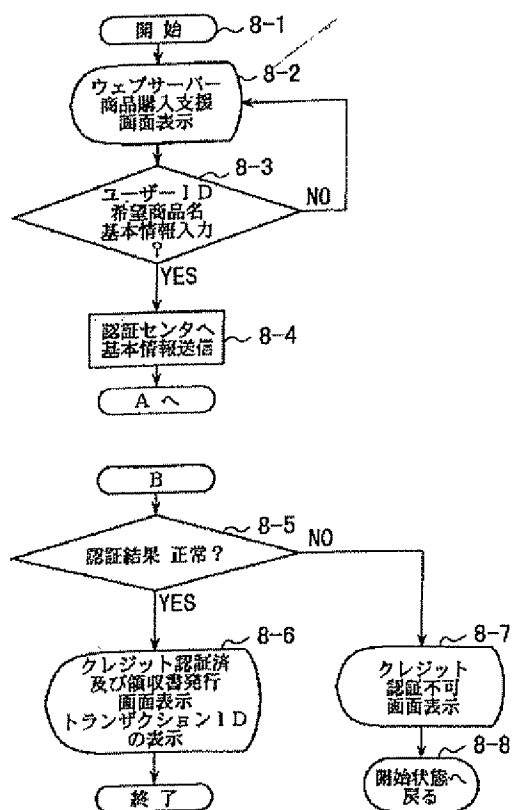 開始
8-1
ウェブサーバー
商品購入支援
画面表示
8-2
ユーザーID
希望商品名
基本情報入力
?
8-3
NO
YES
認証センタへ
基本情報送信
8-4
A へ
B
認証結果 正常?
8-5
NO
YES
クレジット認証済
及び領収書発行
画面表示
トランザクションID
の表示
8-6
クレジット
認証不可
画面表示
8-7
終了
開始状態へ
戻る
8-8